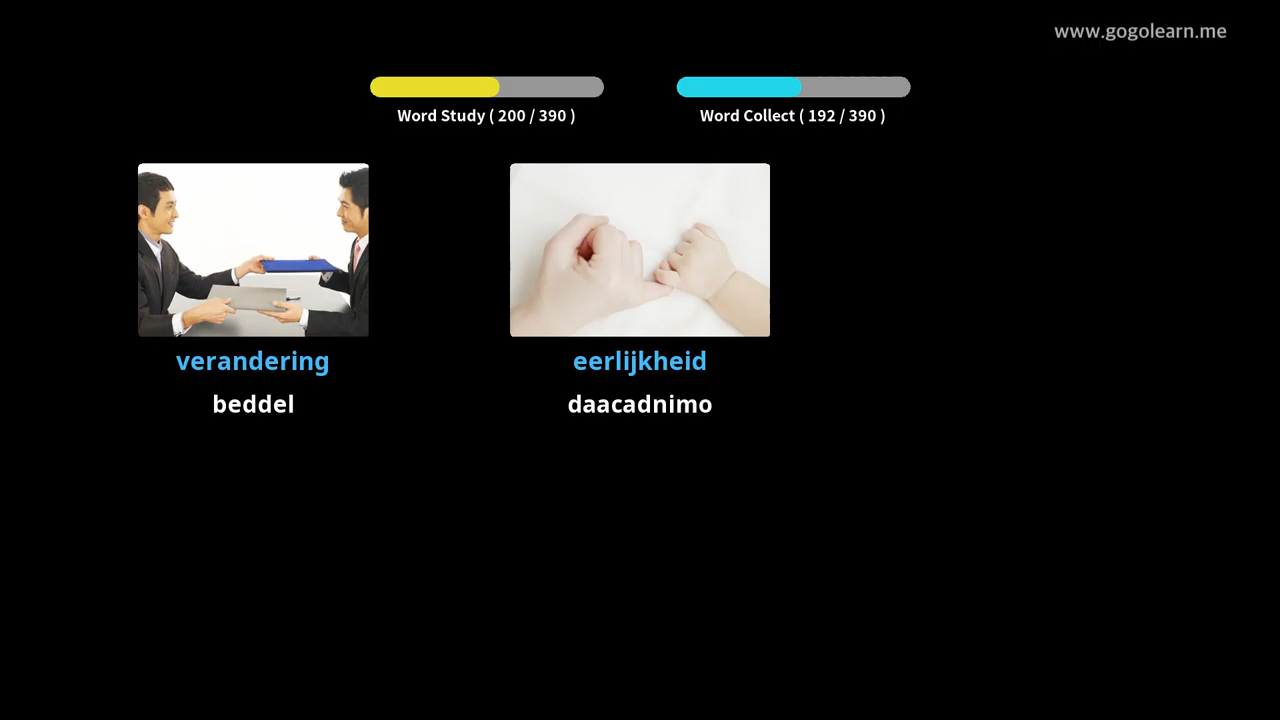 www.gogolearn.me
Word Study ( 200 / 390 )
Word Collect ( 192 / 390 )
verandering
eerlijkheid
beddel
daacadnimo